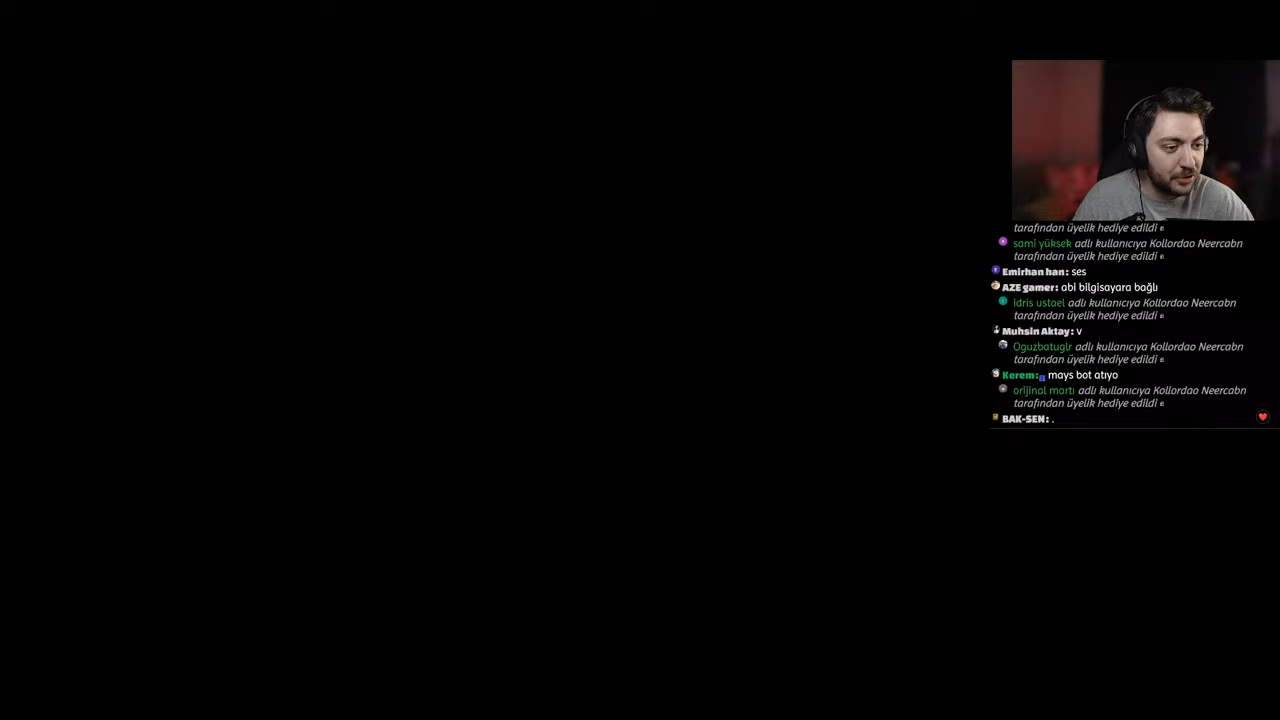 tarafından üyelik hediye edildi
sami yüksek adlı kullanıcıya Kollordao Neercabn
tarafından üyelik hediye edildi
Emirhan han: ses
AZE gamer: abi bilgisayara bağlı
idris ustael adlı kullanıcıya Kollordao Neercabn
tarafından üyelik hediye edildi
Muhsin Aktay: v
Oguzbatuglr adlı kullanıcıya Kollordao Neercabn
tarafından üyelik hediye edildi
Kerem: mays bot atıyo
orijinal martı adlı kullanıcıya Kollordao Neercabn
tarafından üyelik hediye edildi
BAK-SEN: .